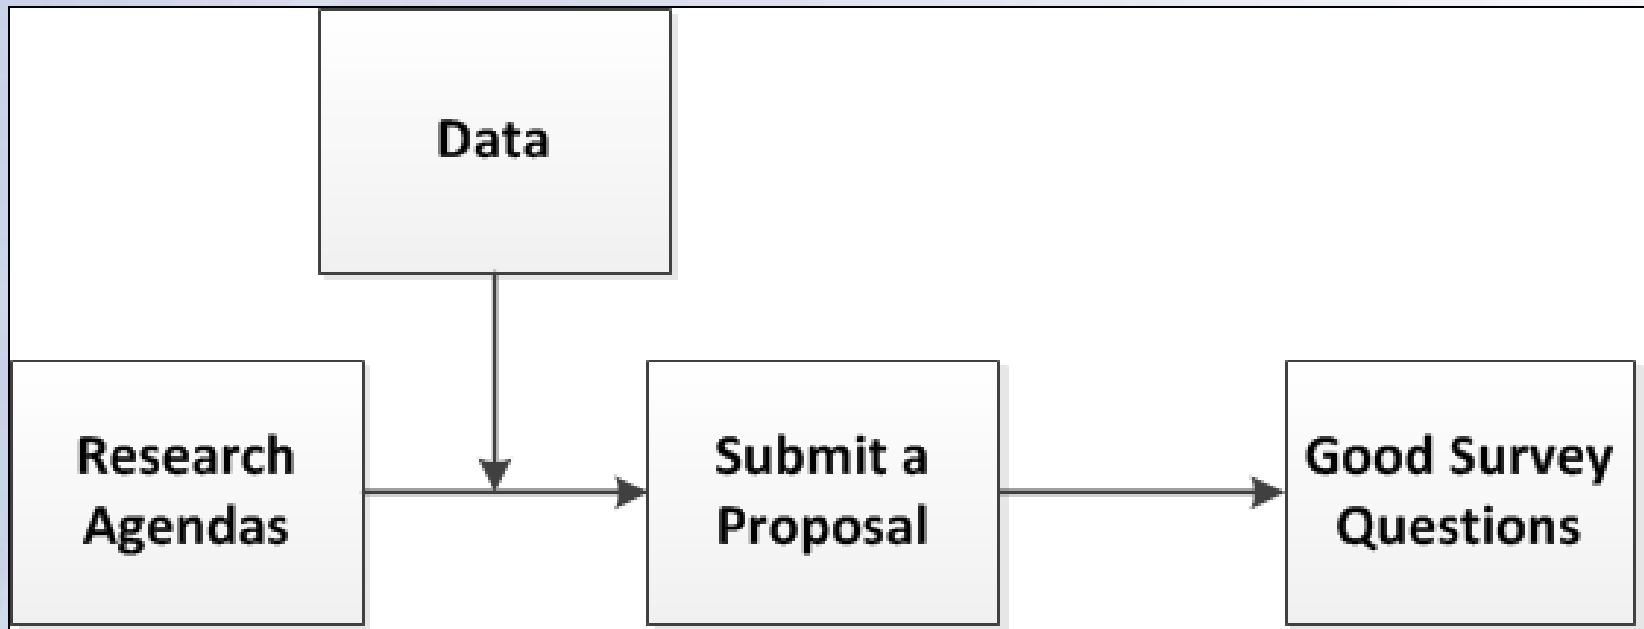 Data
Research
Agendas
Submit a
Proposal
Good Survey
Questions